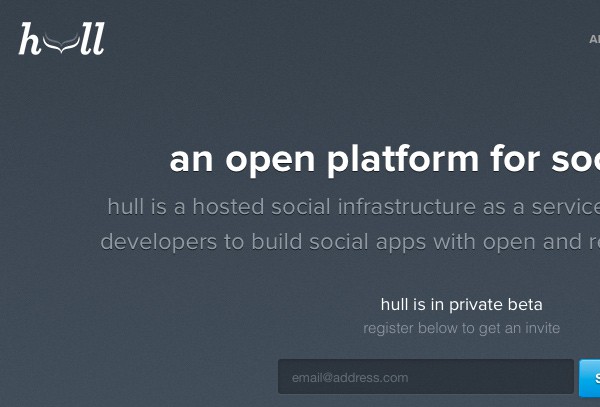 hull
an open platform for
hull is a hosted social infrastructure as a service
developers to build social apps with open and
hull is in private beta
register below to get an invite
email@address.com